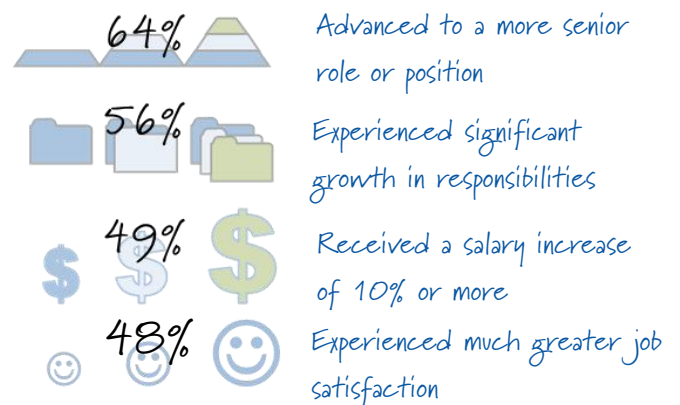 64%
Advanced to a more senior
role or position
56%
Experienced significant
growth in responsibilities
49%
Received a salary increase
of 10% or more
48%
Experienced much greater job
satisfaction